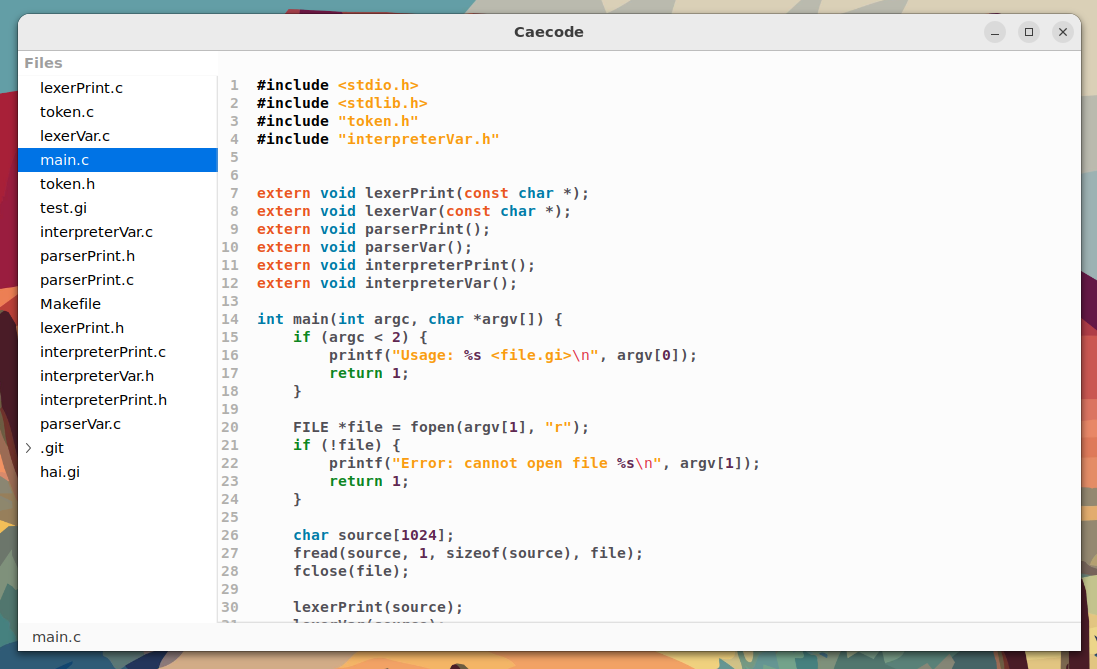 Caecode
Files
lexerPrint.c
token.c
lexerVar.c
main.c
token.h
test.gi
interpreterVar.c
parserPrint.h
parserPrint.c
Makefile
lexerPrint.h
interpreterPrint.c
interpreterVar.h
interpreterPrint.h
parserVar.c
.git
hai.gi
1 #include <stdio.h>
2 #include <stdlib.h>
3 #include "token.h"
4 #include "interpreterVar.h"
5
6
7 extern void lexerPrint(const char *);
8 extern void lexerVar(const char *);
9 extern void parserPrint();
10 extern void parserVar();
11 extern void interpreterPrint();
12 extern void interpreterVar();
13
14 int main(int argc, char *argv[]) {
15     if (argc < 2) {
16         printf("Usage: %s <file.gi>\n", argv[0]);
17         return 1;
18     }
19
20     FILE *file = fopen(argv[1], "r");
21     if (!file) {
22         printf("Error: cannot open file %s\n", argv[1]);
23         return 1;
24     }
25
26     char source[1024];
27     fread(source, 1, sizeof(source), file);
28     fclose(file);
29
30     lexerPrint(source);
31     lexerVar(source);
main.c